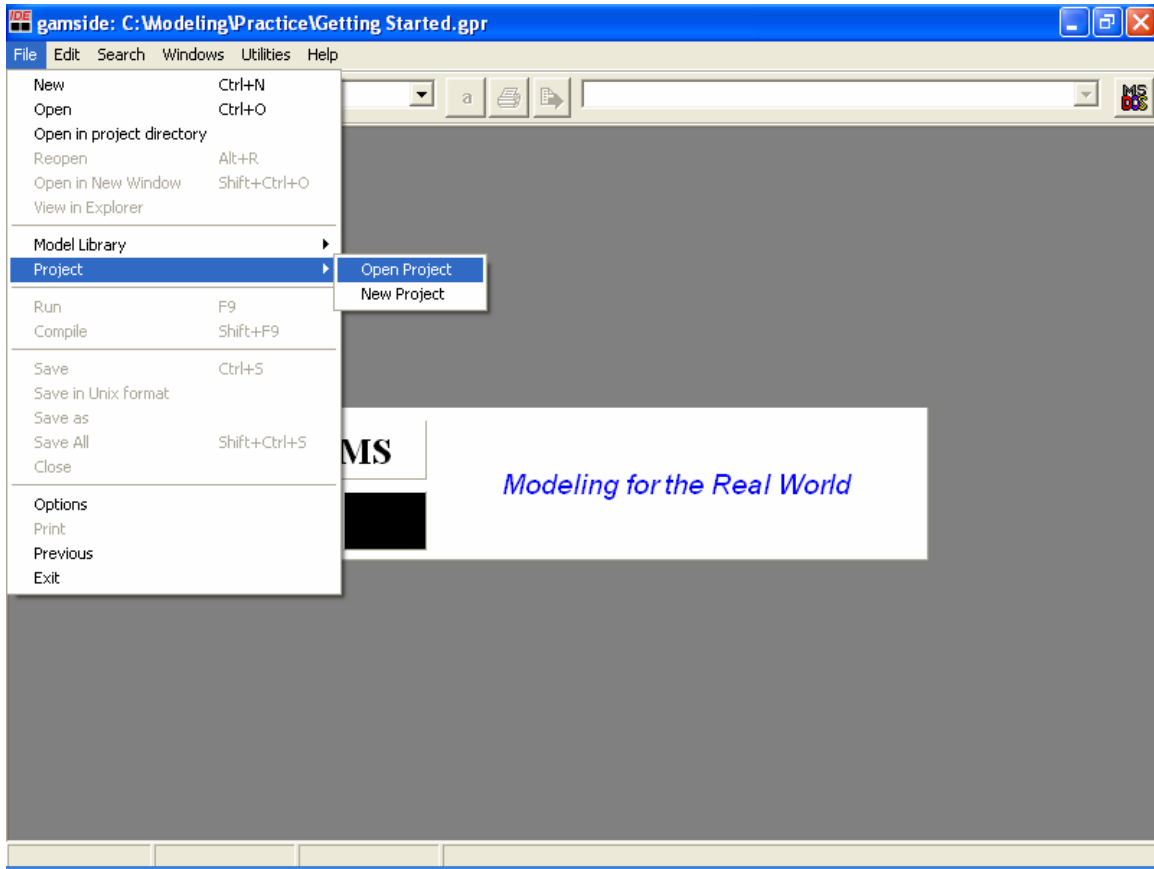 IDE gamside: C:\Modeling\Practice\Getting Started.gpr
File Edit Search Windows Utilities Help
New Ctrl+N
Open Ctrl+O
Open in project directory
Reopen Alt+R
Open in New Window Shift+Ctrl+O
View in Explorer
Model Library
Project
Open Project
New Project
Run F9
Compile Shift+F9
Save Ctrl+S
Save in Unix format
Save as
Save All Shift+Ctrl+S
Close
Options
Print
Previous
Exit
a
MS DOS
MS
Modeling for the Real World